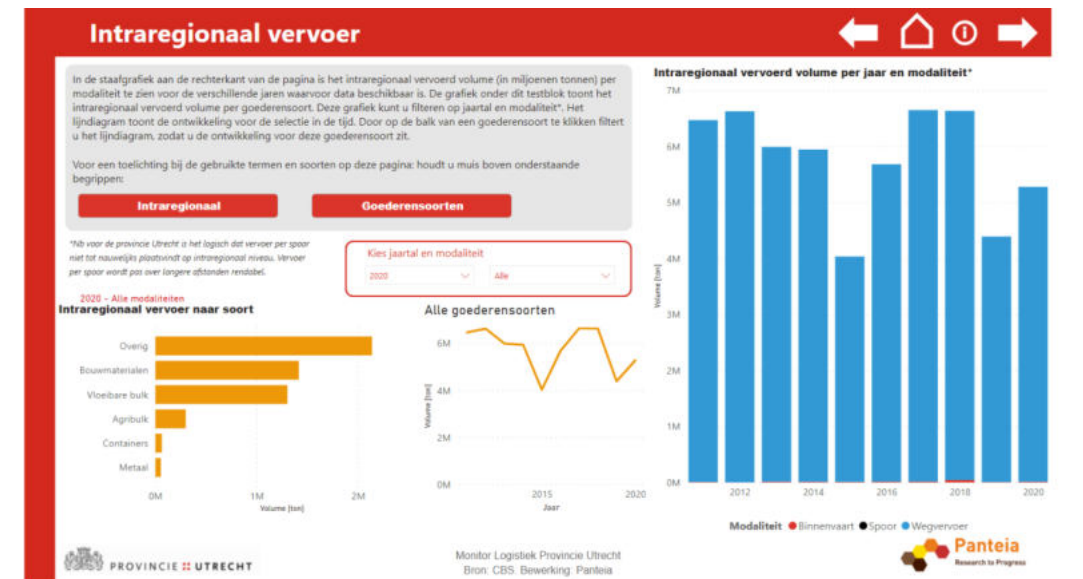 Intraregionaal vervoer
In de staafgrafiek aan de rechterkant van de pagina is het intraregionaal vervoerd volume (in miljoenen tonnen) per
modaliteit te zien voor de verschillende jaren waarvoor data beschikbaar is. De grafiek onder dit testblok toont het
intraregionaal vervoerd volume per goederensoort. Deze grafiek kunt u filteren op jaartal en modaliteit*. Het
lijndiagram toont de ontwikkeling voor de selectie in de tijd. Door op de balk van een goederensoort te klikken filtert
u het lijndiagram, zodat u de ontwikkeling voor deze goederensoort zit.
Voor een toelichting bij de gebruikte termen en soorten op deze pagina: houdt u muis boven onderstaande
begrippen:
Intraregionaal
Goederensoorten
*Nb voor de provincie Utrecht is het logisch dat vervoer per spoor
niet tot nauwelijks plaatsvindt op intraregionaal niveau. Vervoer
per spoor wordt pas over langere afstanden rendabel.
Kies jaartal en modaliteit
2020
Alle
2020 - Alle modaliteiten
Intraregionaal vervoer naar soort
Overig
Bouwmaterialen
Vloeibare bulk
Agribulk
Containers
Metaal
0M 1M 2M
Volume [ton]
Alle goederensoorten
6M
4M
2M
0M
Volume [ton]
2015 2020
Jaar
Intraregionaal vervoerd volume per jaar en modaliteit*
7M
6M
5M
4M
3M
2M
1M
0M
Volume [ton]
2012 2014 2016 2018 2020
Modaliteit Binnenvaart Spoor Wegvervoer
PROVINCIE UTRECHT
Monitor Logistiek Provincie Utrecht
Bron: CBS. Bewerking: Panteia
Panteia
Research to Progress